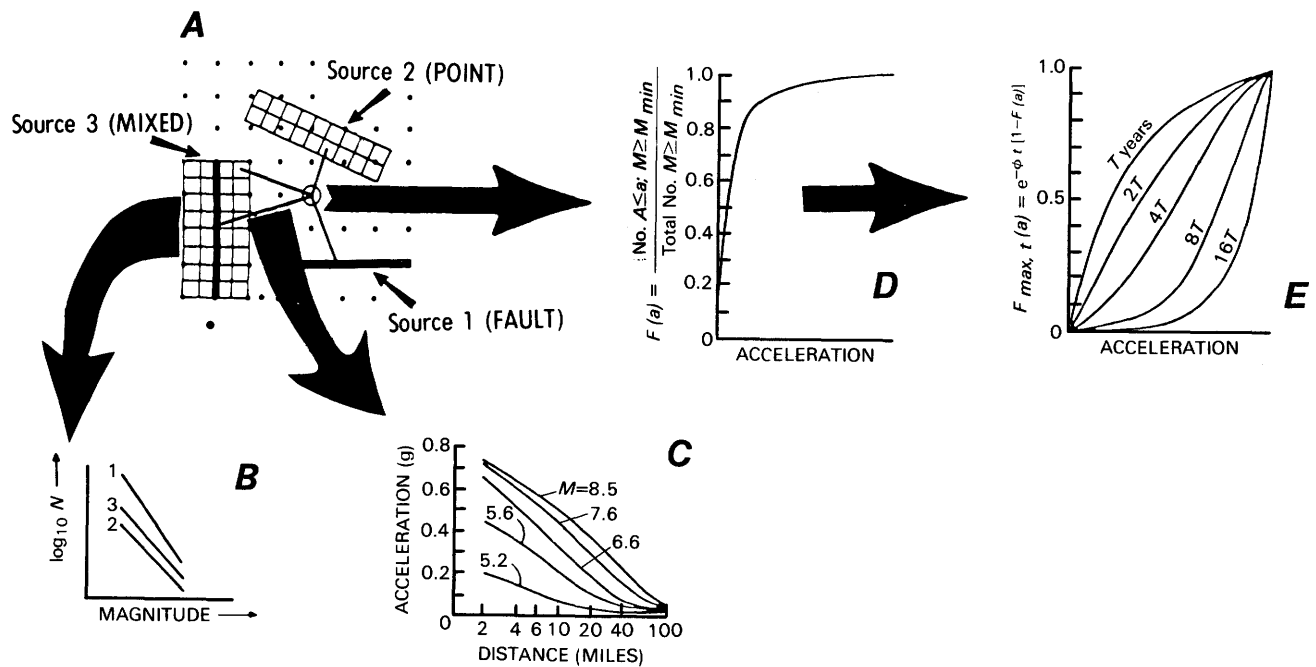 A
Source 2 (POINT)
Source 3 (MIXED)
Source 1 (FAULT)
B
1
3
2
log10 N
MAGNITUDE
C
ACCELERATION (g)
0.8
0.6
0.4
0.2
0
M=8.5
7.6
6.6
5.6
5.2
2 4 6 10 20 40 100
DISTANCE (MILES)
D
F (a) = No. A≤a; M≥M min
Total No. M≥M min
1.0
0.8
0.6
0.4
0.2
0
ACCELERATION
E
F max, t (a) = e-ϕ t [1-F (a)]
1.0
0.5
0
T years
2T
4T
8T
16T
ACCELERATION